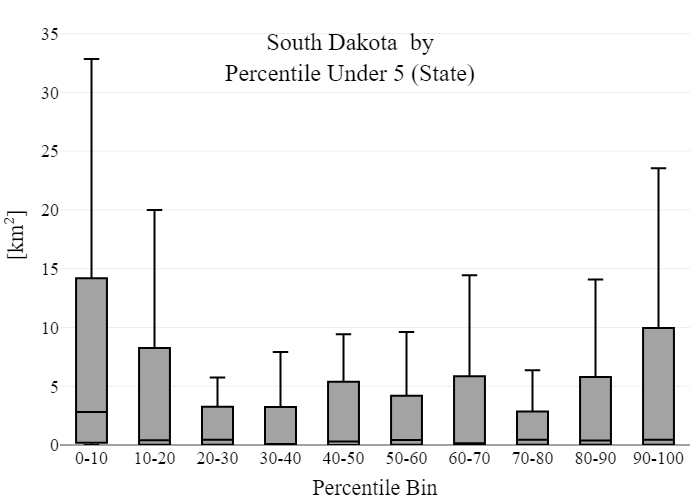 South Dakota by
Percentile Under 5 (State)
[km²]
35
30
25
20
15
10
5
0
0-10 10-20 20-30 30-40 40-50 50-60 60-70 70-80 80-90 90-100
Percentile Bin